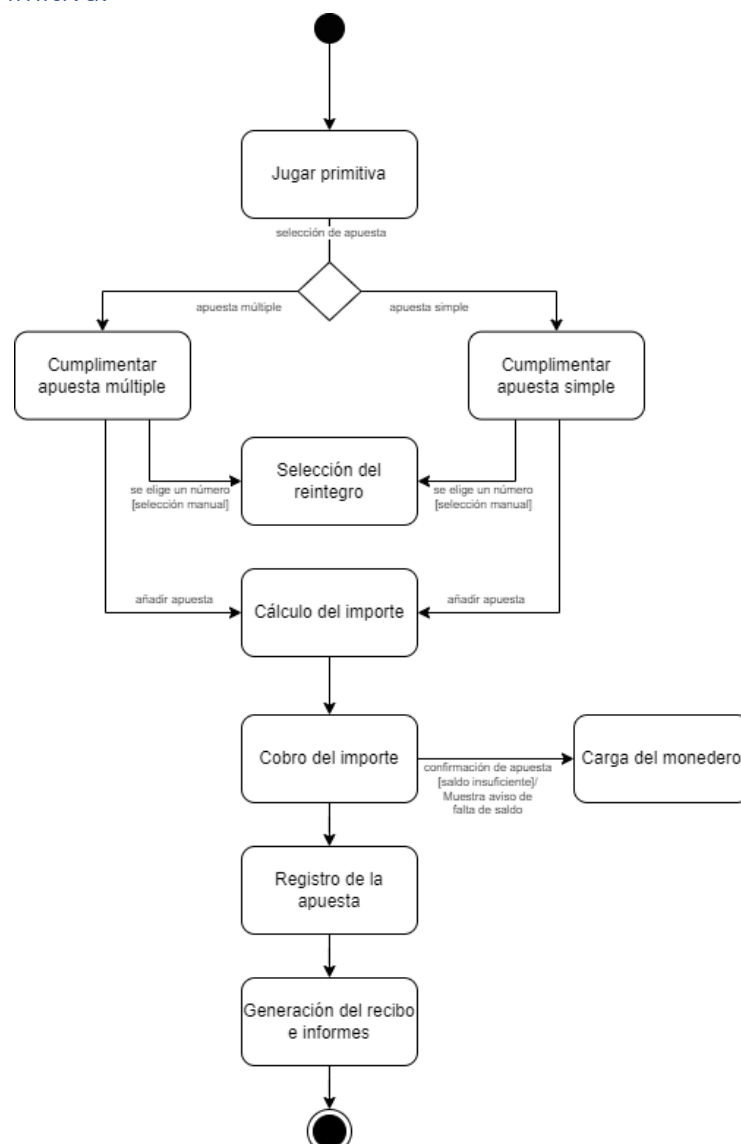 Jugar primitiva
selección de apuesta
apuesta múltiple
apuesta simple
Cumplimentar
apuesta múltiple
Cumplimentar
apuesta simple
Selección del
reintegro
se elige un número
[selección manual]
se elige un número
[selección manual]
añadir apuesta
Cálculo del importe
añadir apuesta
Cobro del importe
confirmación de apuesta
[saldo insuficiente]/
Muestra aviso de
falta de saldo
Carga del monedero
Registro de la
apuesta
Generación del recibo
e informes